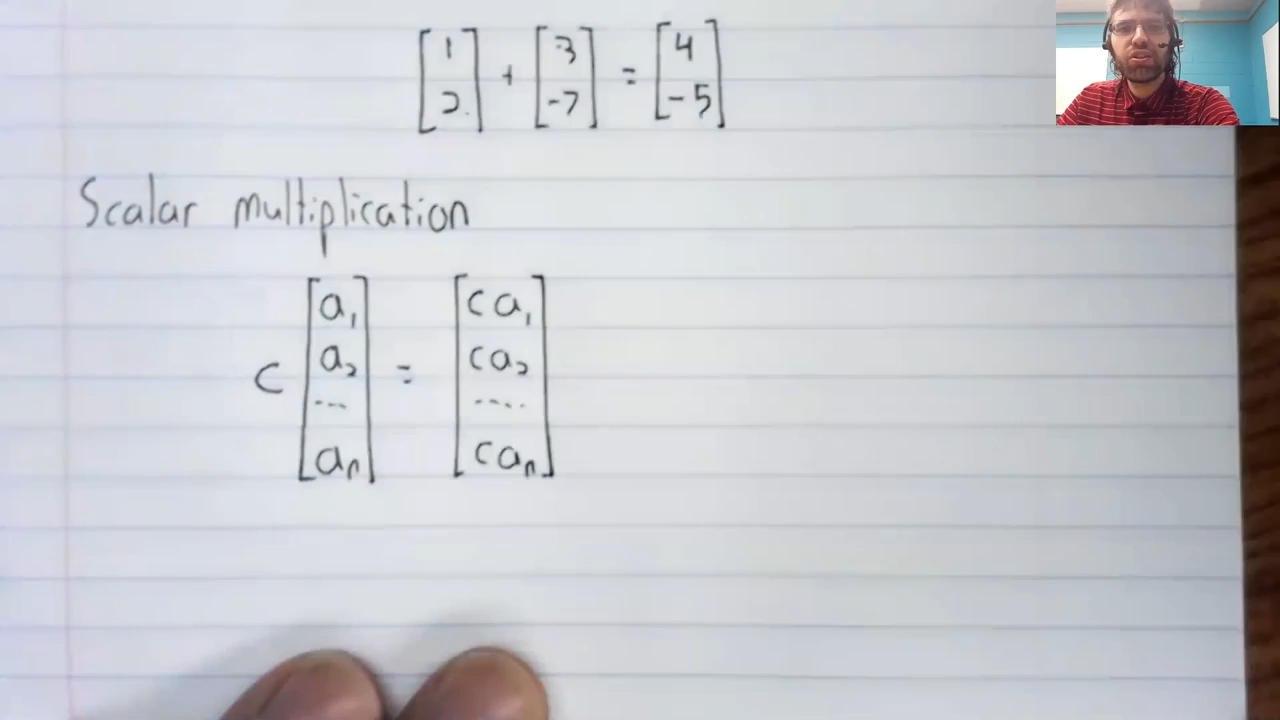 [1 2] + [3 -7] = [4 -5]
Scalar multiplication
c [a₁ a₂ ... aₙ] = [ca₁ ca₂ .... caₙ]